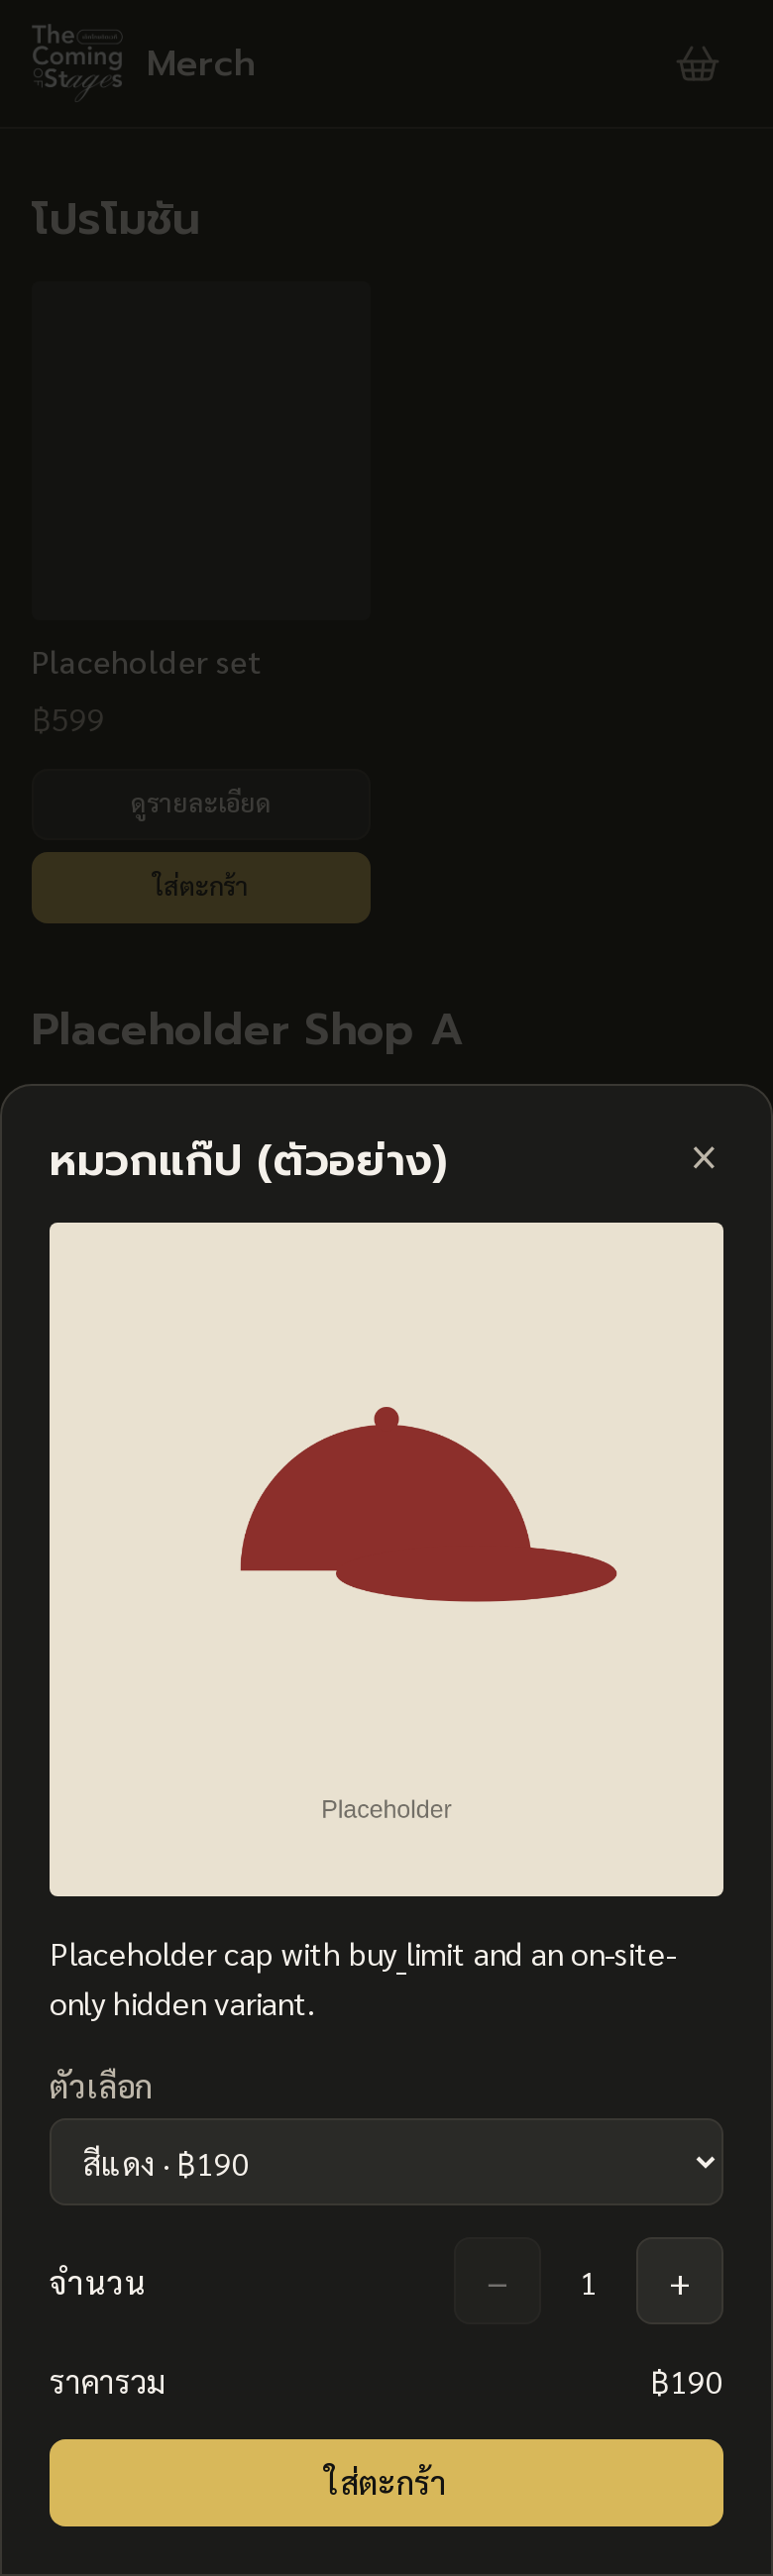 The
Coming
OF Stages
Merch
โปรโมชัน
Placeholder set
฿599
ดูรายละเอียด
ใส่ตะกร้า
Placeholder Shop A
หมวกแก๊ป (ตัวอย่าง)
×
Placeholder
Placeholder cap with buy_limit and an on-site-
only hidden variant.
ตัวเลือก
สีแดง · ฿190
จำนวน
– 1 +
ราคารวม ฿190
ใส่ตะกร้า